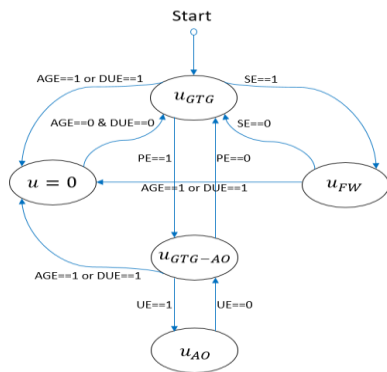 Start
AGE==1 or DUE==1
SE==1
u_GTG
AGE==0 & DUE==0
SE==0
PE==1
PE==0
u = 0
AGE==1 or DUE==1
u_FW
u_GTG−AO
AGE==1 or DUE==1
UE==1
UE==0
u_AO